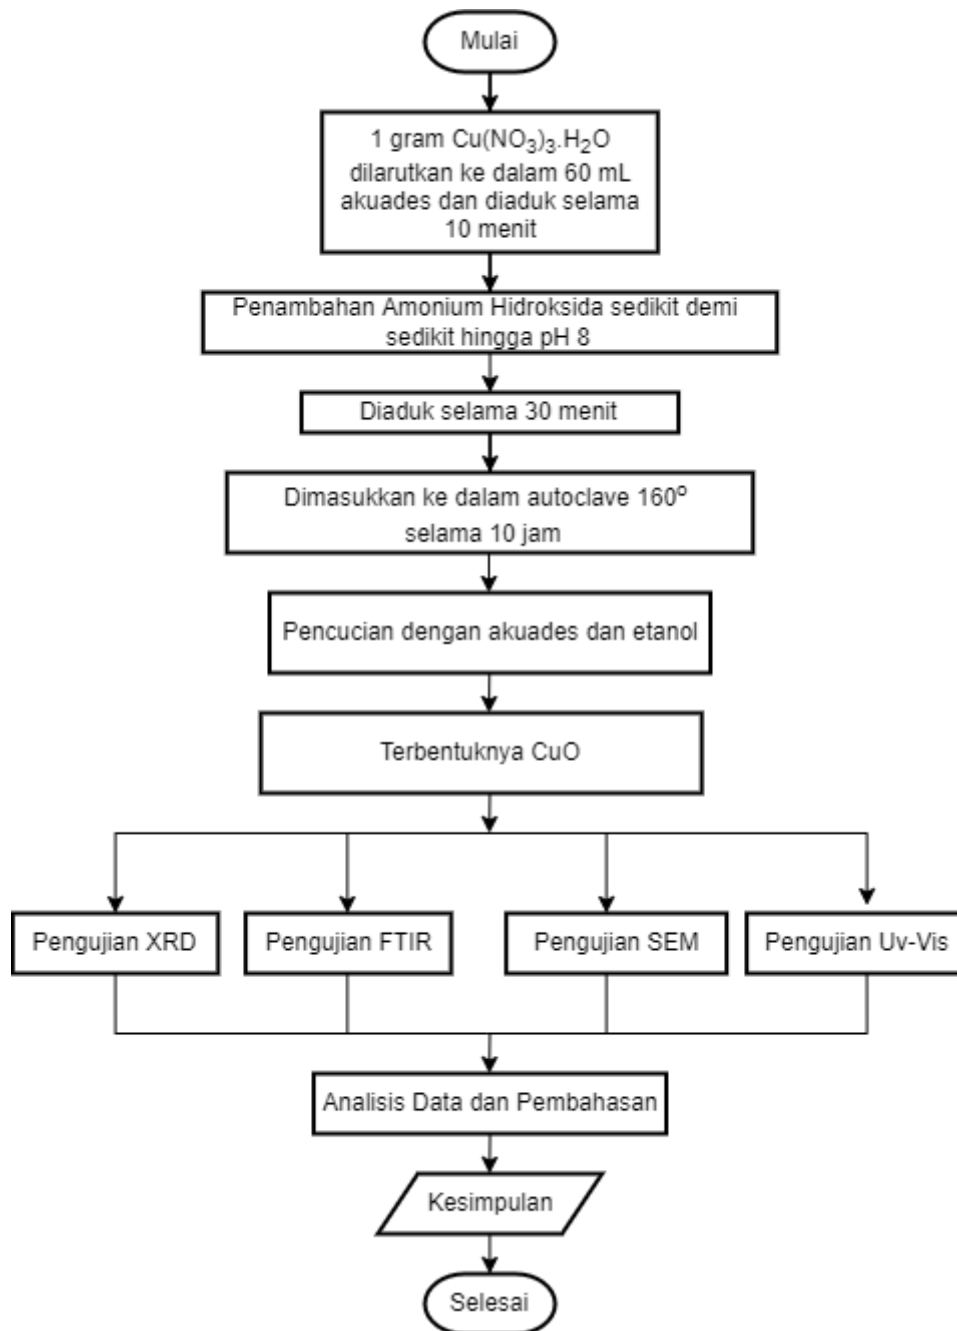 Mulai
1 gram Cu(NO₃)₃.H₂O
dilarutkan ke dalam 60 mL
akuades dan diaduk selama
10 menit
Penambahan Amonium Hidroksida sedikit demi
sedikit hingga pH 8
Diaduk selama 30 menit
Dimasukkan ke dalam autoclave 160⁰
selama 10 jam
Pencucian dengan akuades dan etanol
Terbentuknya CuO
Pengujian XRD
Pengujian FTIR
Pengujian SEM
Pengujian Uv-Vis
Analisis Data dan Pembahasan
Kesimpulan
Selesai